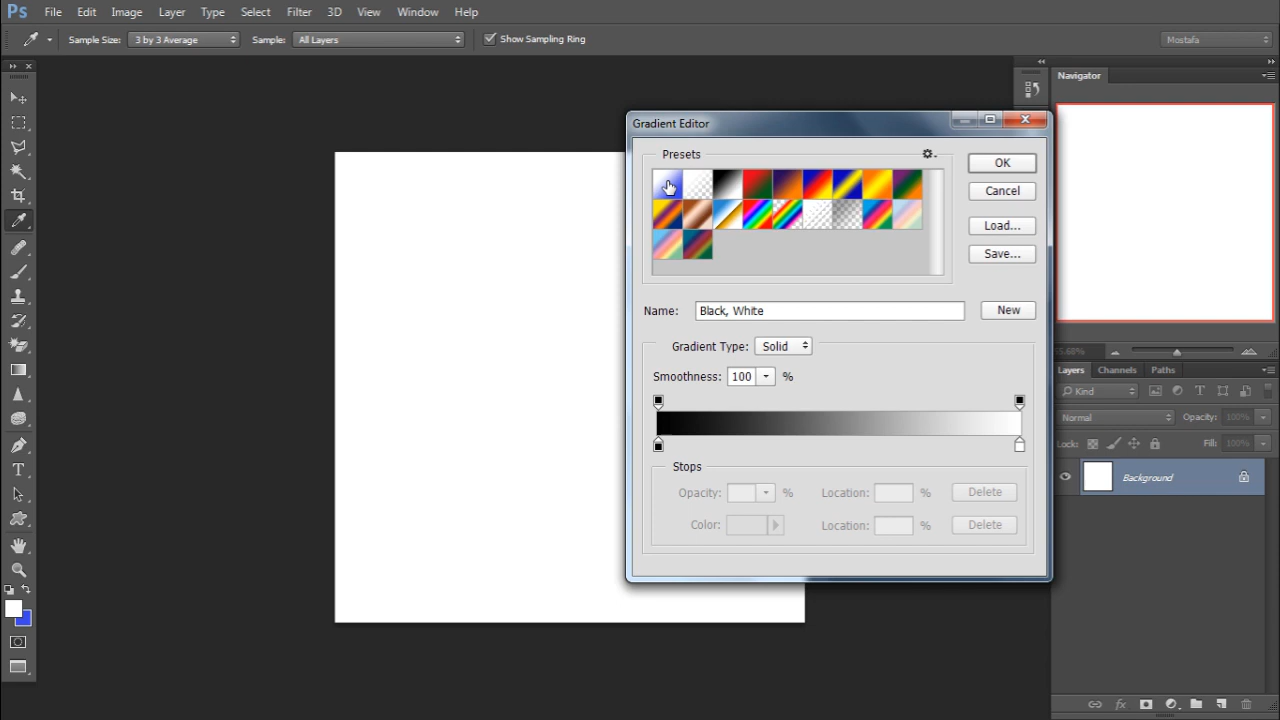 Ps File Edit Image Layer Type Select Filter 3D View Window Help
Sample Size: 3 by 3 Average Sample: All Layers Show Sampling Ring Mostafa
Navigator
Gradient Editor
Presets
OK
Cancel
Load...
Save...
Name: Black, White New
Gradient Type: Solid
Smoothness: 100 %
Stops
Opacity: % Location: % Delete
Color: Location: % Delete
Layers Channels Paths
Kind
Normal Opacity: 100%
Lock: Fill: 100%
Background
fx
T